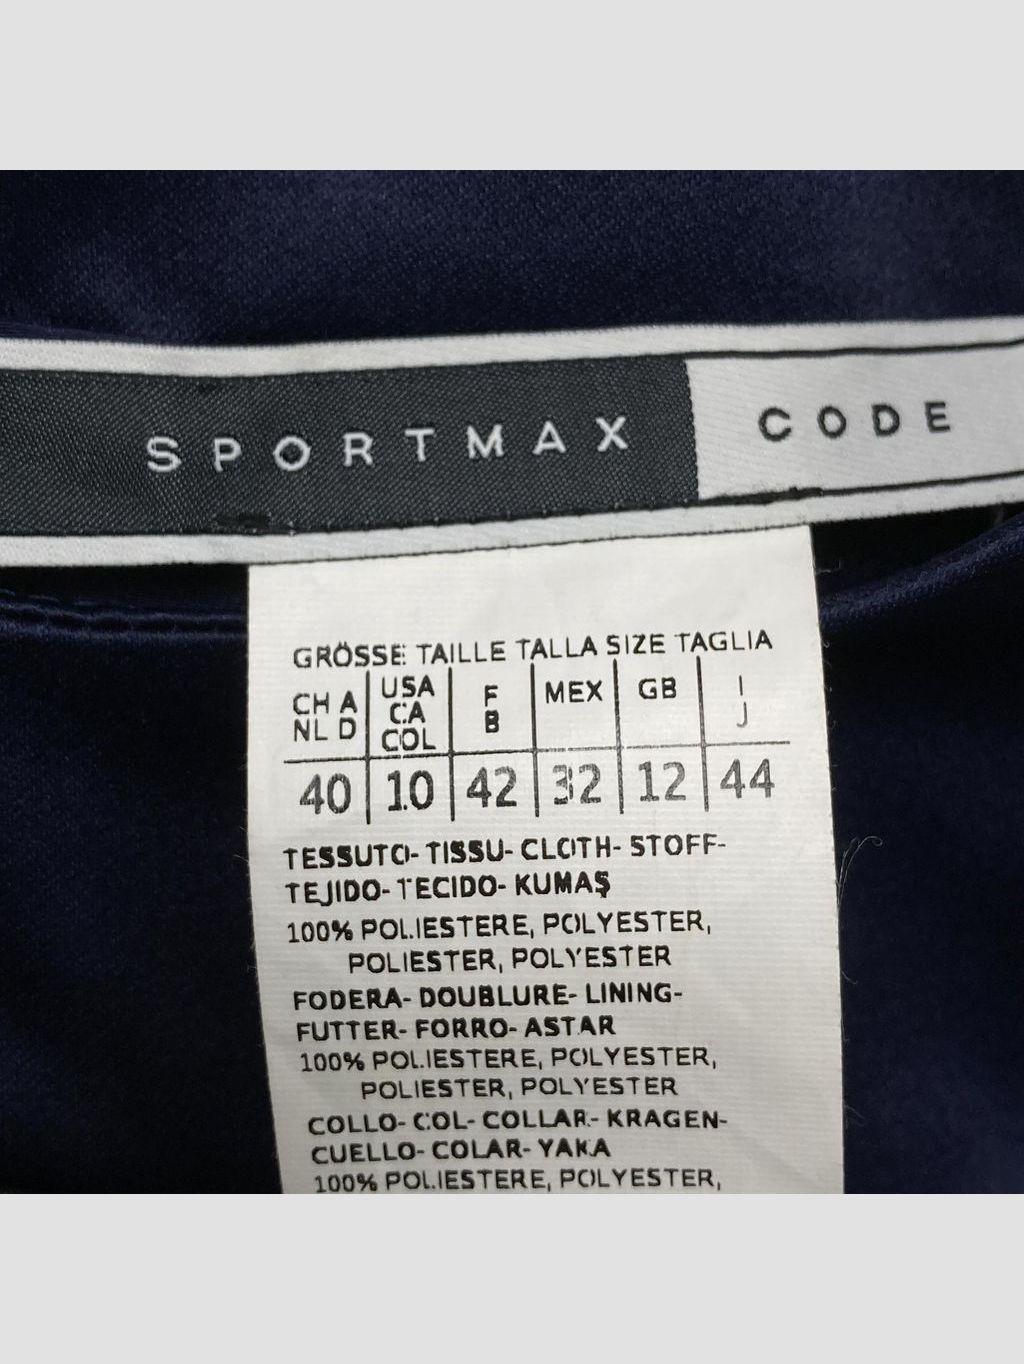 SPORTMAX CODE
GRÖSSE TAILLE TALLA SIZE TAGLIA
CH A NL D | USA CA COL | F B | MEX | GB | I J
40 | 10 | 42 | 32 | 12 | 44
TESSUTO- TISSU- CLOTH- STOFF-
TEJIDO- TECIDO- KUMAŞ
100% POLIESTERE, POLYESTER,
POLIESTER, POLYESTER
FODERA- DOUBLURE- LINING-
FUTTER- FORRO- ASTAR
100% POLIESTERE, POLYESTER,
POLIESTER, POLYESTER
COLLO- COL- COLLAR- KRAGEN-
CUELLO- COLAR- YAKA
100% POLIESTERE, POLYESTER,